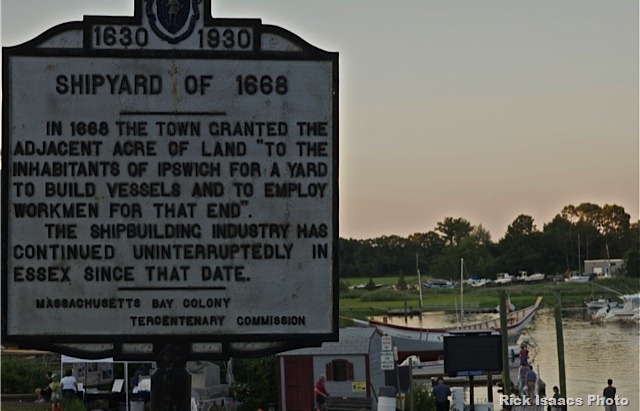 1630 1930
SHIPYARD OF 1668
IN 1668 THE TOWN GRANTED THE
ADJACENT ACRE OF LAND "TO THE
INHABITANTS OF IPSWICH FOR A YARD
TO BUILD VESSELS AND TO EMPLOY
WORKMEN FOR THAT END".
THE SHIPBUILDING INDUSTRY HAS
CONTINUED UNINTERRUPTEDLY IN
ESSEX SINCE THAT DATE.
MASSACHUSETTS BAY COLONY
TERCENTENARY COMMISSION
Rick Isaacs Photo